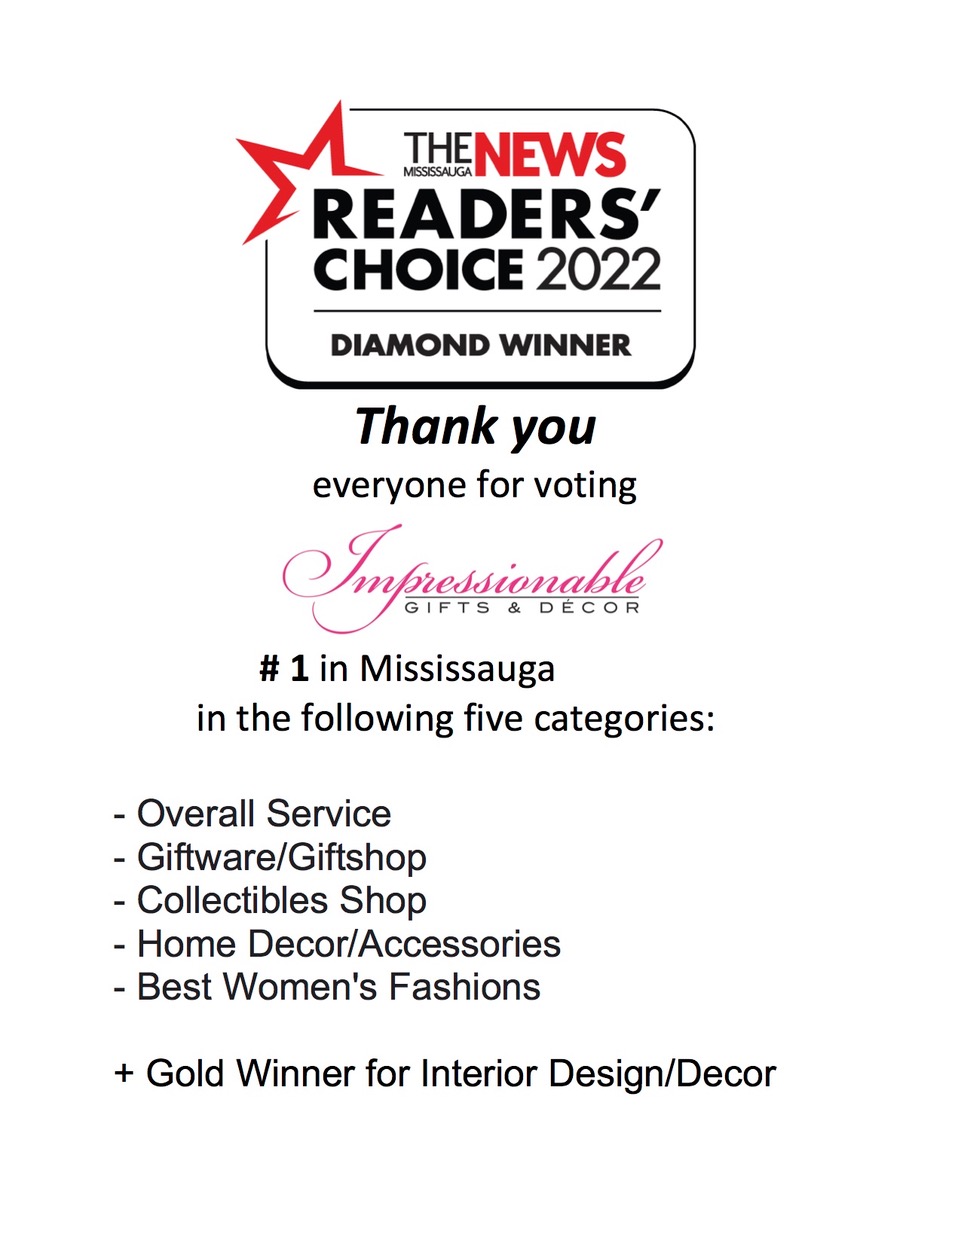 THE NEWS
MISSISSAUGA
READERS'
CHOICE 2022
DIAMOND WINNER
Thank you
everyone for voting
Impressionable
GIFTS & DÉCOR
# 1 in Mississauga
in the following five categories:
- Overall Service
- Giftware/Giftshop
- Collectibles Shop
- Home Decor/Accessories
- Best Women's Fashions
+ Gold Winner for Interior Design/Decor